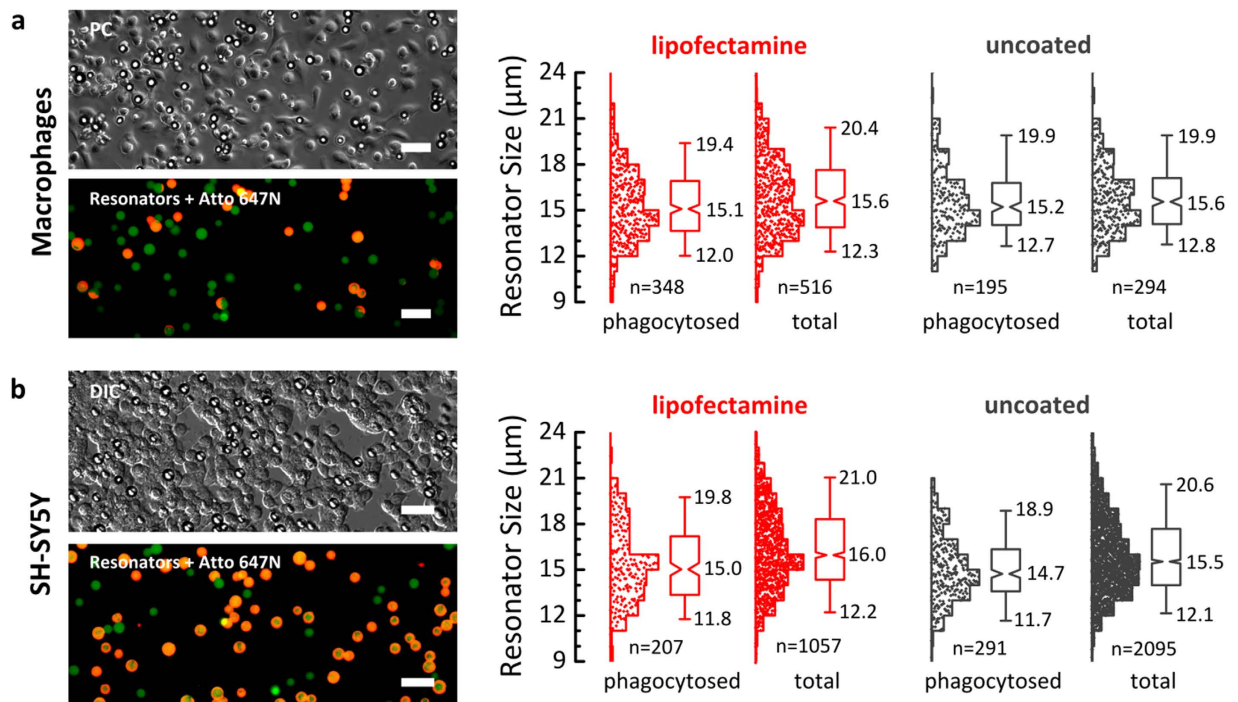 a
Macrophages
PC
Resonators + Atto 647N
Resonator Size (µm)
24
21
18
15
12
9
lipofectamine
19.4
15.1
12.0
n=348
phagocytosed
20.4
15.6
12.3
n=516
total
uncoated
19.9
15.2
12.7
n=195
phagocytosed
19.9
15.6
12.8
n=294
total
b
SH-SY5Y
DIC
Resonators + Atto 647N
Resonator Size (µm)
24
21
18
15
12
9
lipofectamine
19.8
15.0
11.8
n=207
phagocytosed
21.0
16.0
12.2
n=1057
total
uncoated
18.9
14.7
11.7
n=291
phagocytosed
20.6
15.5
12.1
n=2095
total